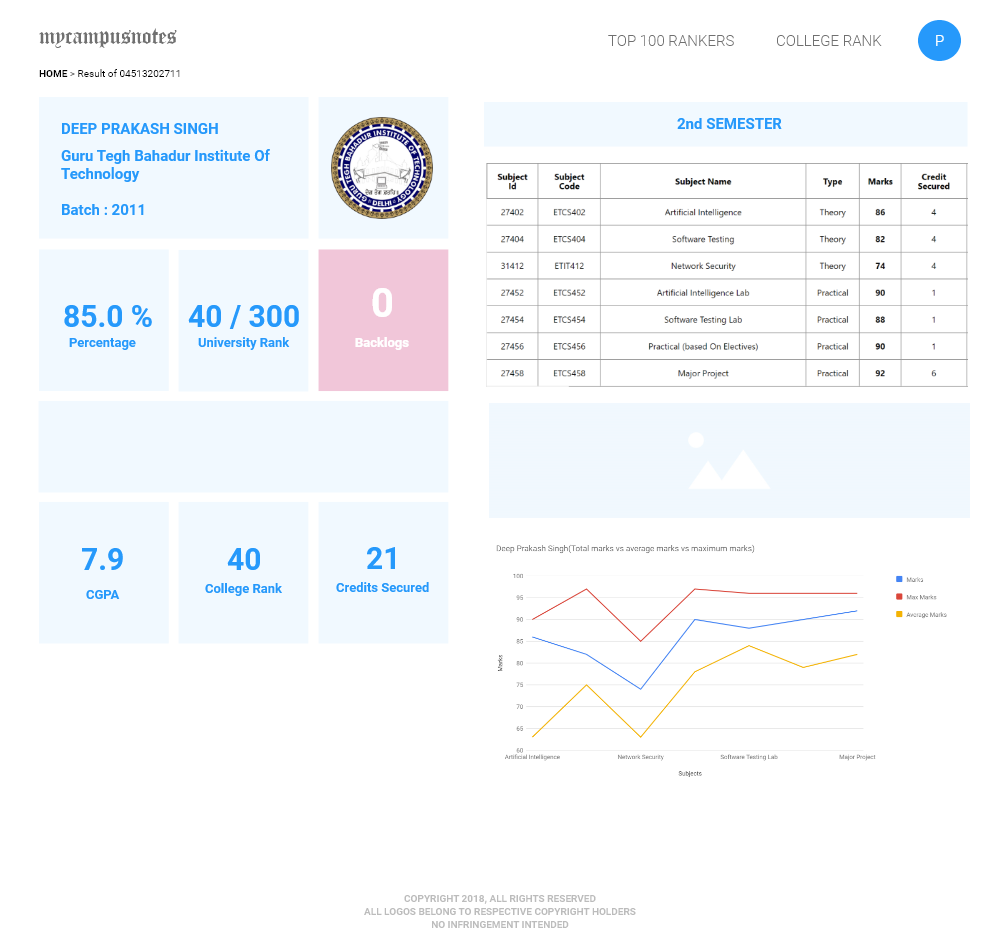 mycampusnotes
TOP 100 RANKERS COLLEGE RANK P
HOME > Result of 04513202711
DEEP PRAKASH SINGH
Guru Tegh Bahadur Institute Of
Technology
Batch : 2011
GURU TEGH BAHADUR INSTITUTE OF TECHNOLOGY
DELHI
85.0 %
Percentage
40 / 300
University Rank
0
Backlogs
7.9
CGPA
40
College Rank
21
Credits Secured
2nd SEMESTER
Subject Id Subject Code Subject Name Type Marks Credit Secured
27402 ETCS402 Artificial Intelligence Theory 86 4
27404 ETCS404 Software Testing Theory 82 4
31412 ETIT412 Network Security Theory 74 4
27452 ETCS452 Artificial Intelligence Lab Practical 90 1
27454 ETCS454 Software Testing Lab Practical 88 1
27456 ETCS456 Practical (based On Electives) Practical 90 1
27458 ETCS458 Major Project Practical 92 6
Deep Prakash Singh(Total marks vs average marks vs maximum marks)
100
95
90
85
80
75
70
65
60
Marks
Artificial Intelligence Network Security Software Testing Lab Major Project
Subjects
Marks
Max Marks
Average Marks
COPYRIGHT 2018, ALL RIGHTS RESERVED
ALL LOGOS BELONG TO RESPECTIVE COPYRIGHT HOLDERS
NO INFRINGEMENT INTENDED